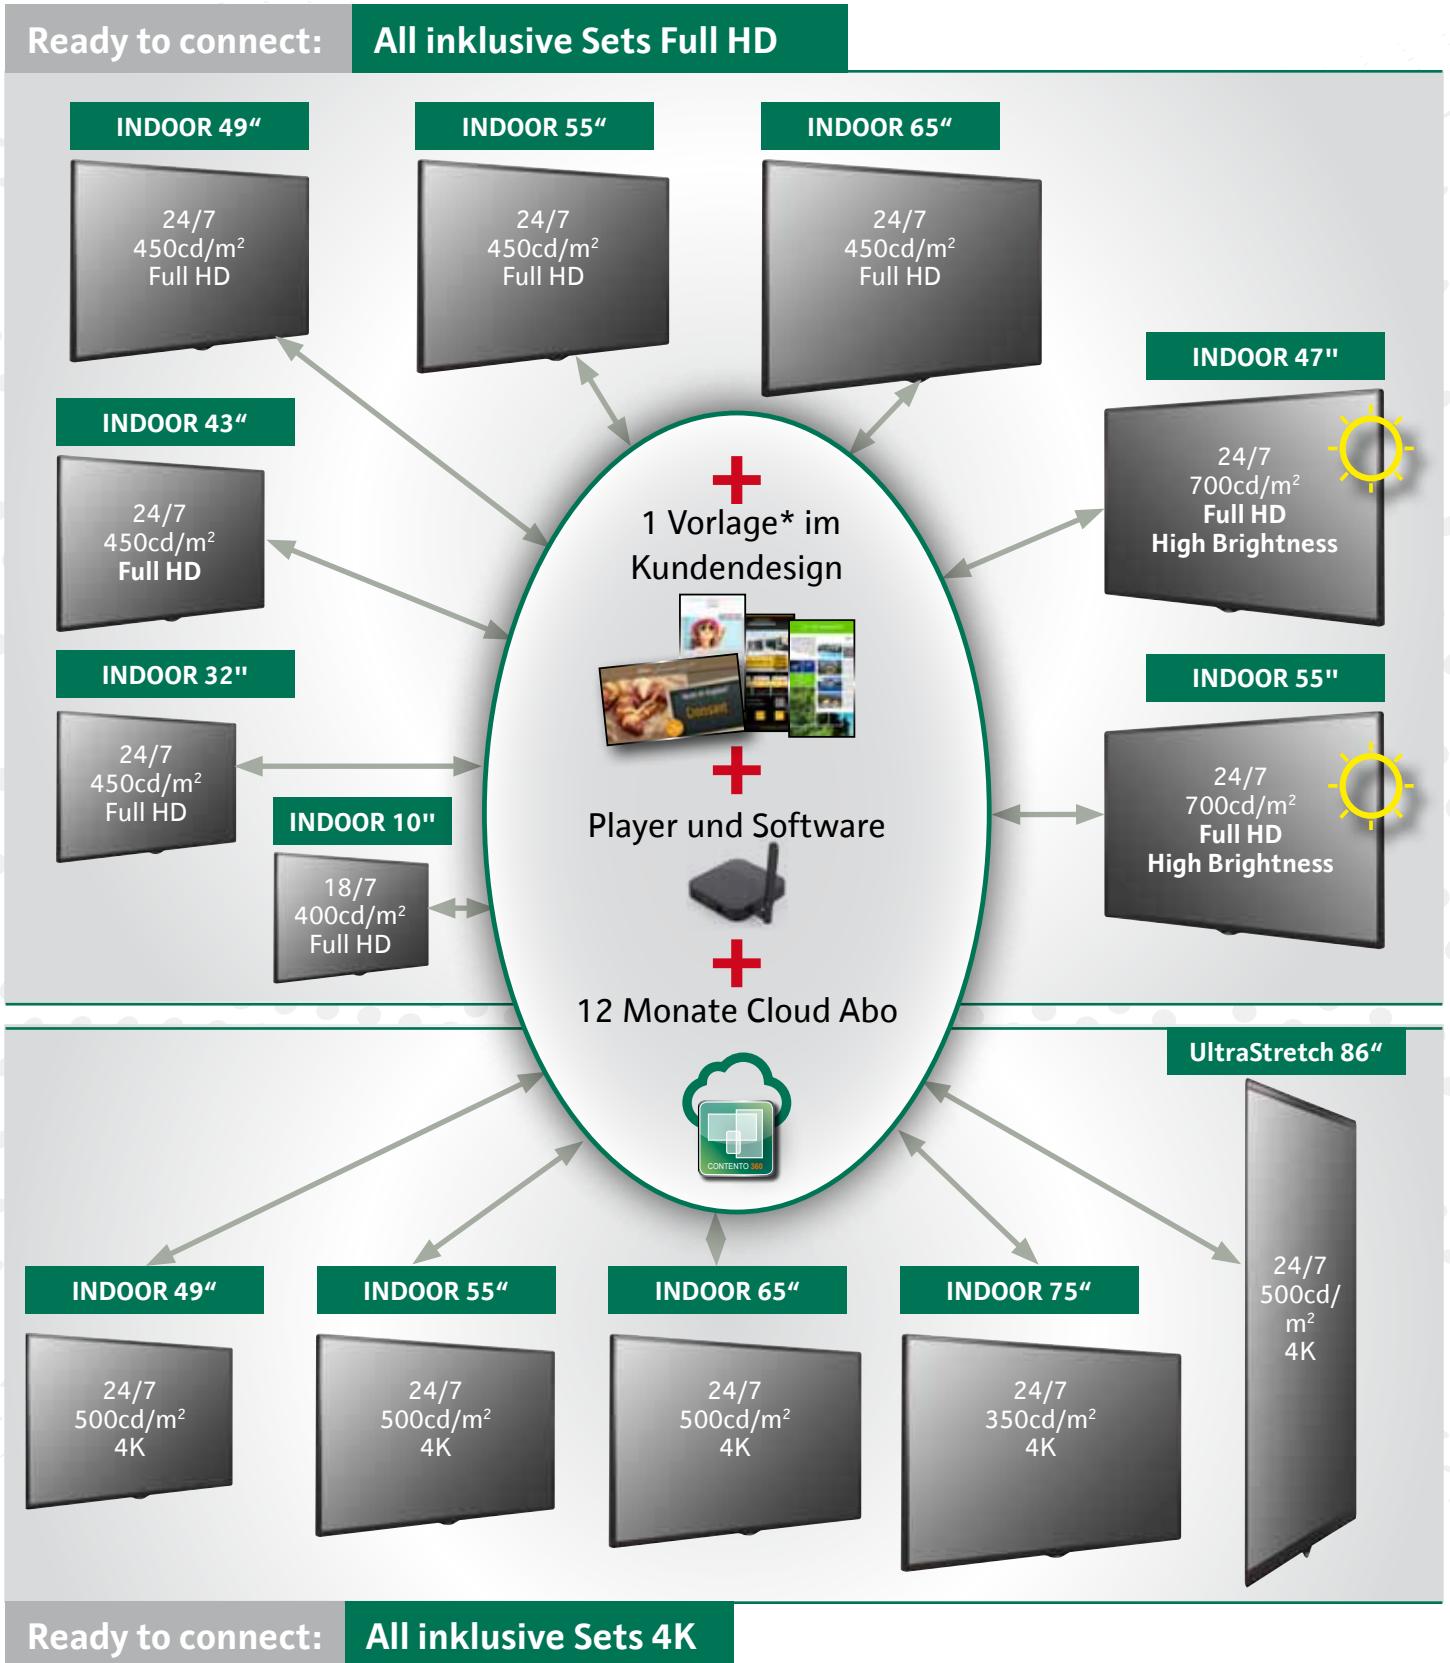 Ready to connect: All inklusive Sets Full HD
INDOOR 49“
24/7
450cd/m²
Full HD
INDOOR 55“
24/7
450cd/m²
Full HD
INDOOR 65“
24/7
450cd/m²
Full HD
INDOOR 43“
24/7
450cd/m²
Full HD
INDOOR 32"
24/7
450cd/m²
Full HD
INDOOR 10"
18/7
400cd/m²
Full HD
INDOOR 47"
24/7
700cd/m²
Full HD
High Brightness
INDOOR 55"
24/7
700cd/m²
Full HD
High Brightness
1 Vorlage* im
Kundendesign
Player und Software
12 Monate Cloud Abo
CONTENTO 360
UltraStretch 86“
24/7
500cd/
m²
4K
INDOOR 49“
24/7
500cd/m²
4K
INDOOR 55“
24/7
500cd/m²
4K
INDOOR 65“
24/7
500cd/m²
4K
INDOOR 75“
24/7
350cd/m²
4K
Ready to connect: All inklusive Sets 4K